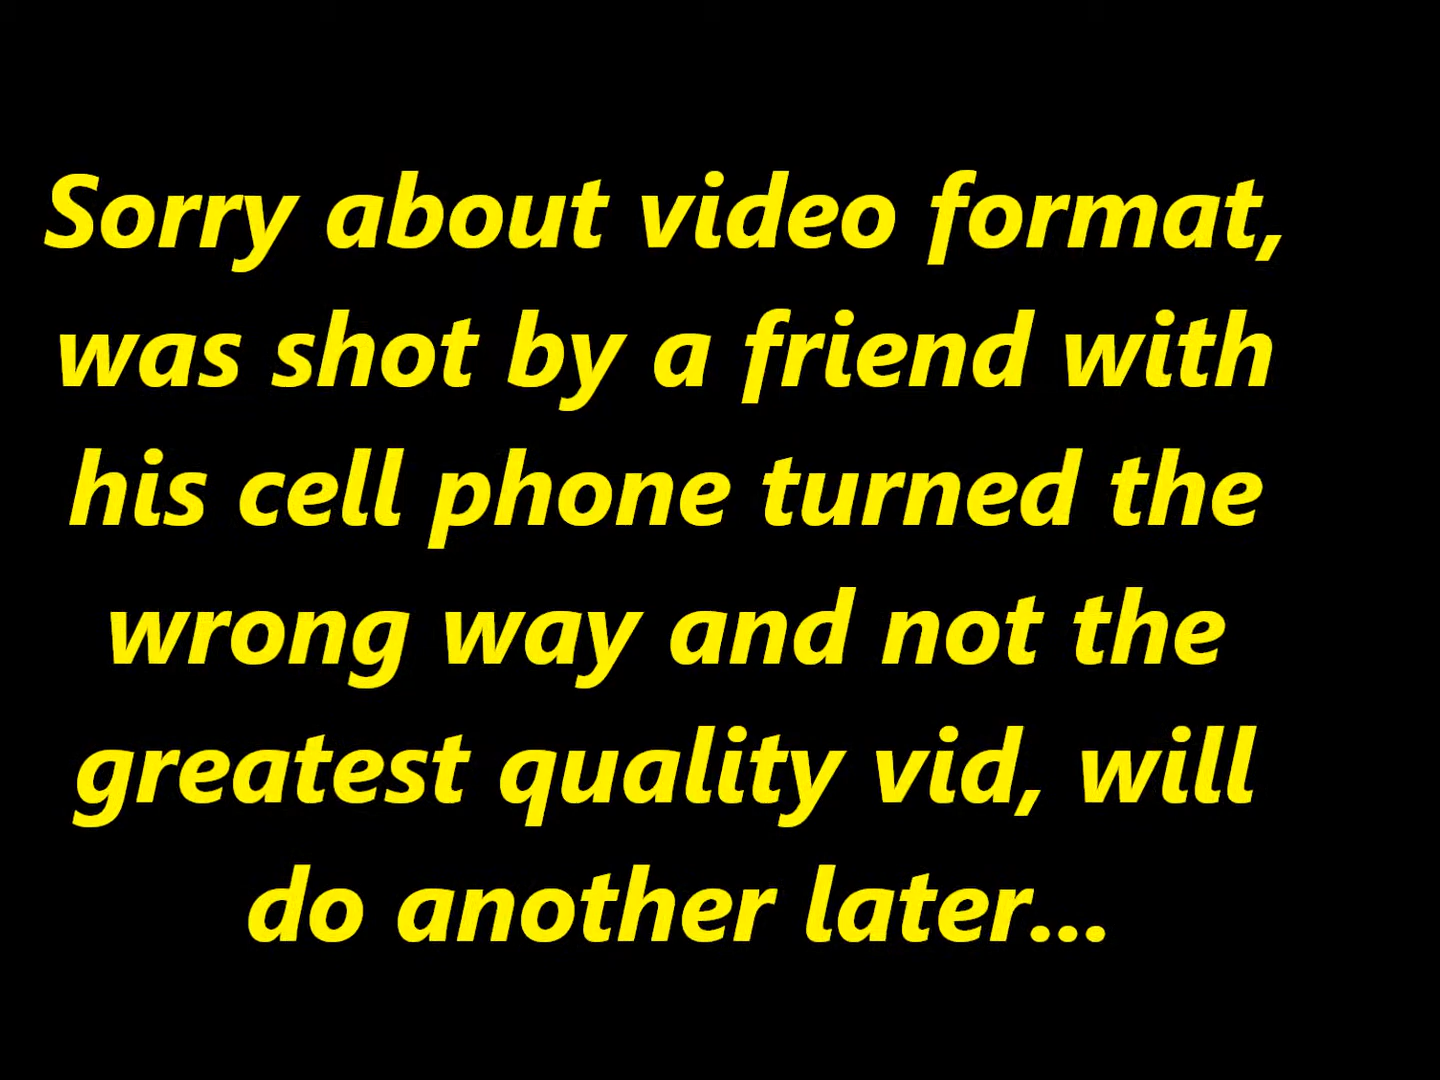 Sorry about video format,
was shot by a friend with
his cell phone turned the
wrong way and not the
greatest quality vid, will
do another later...